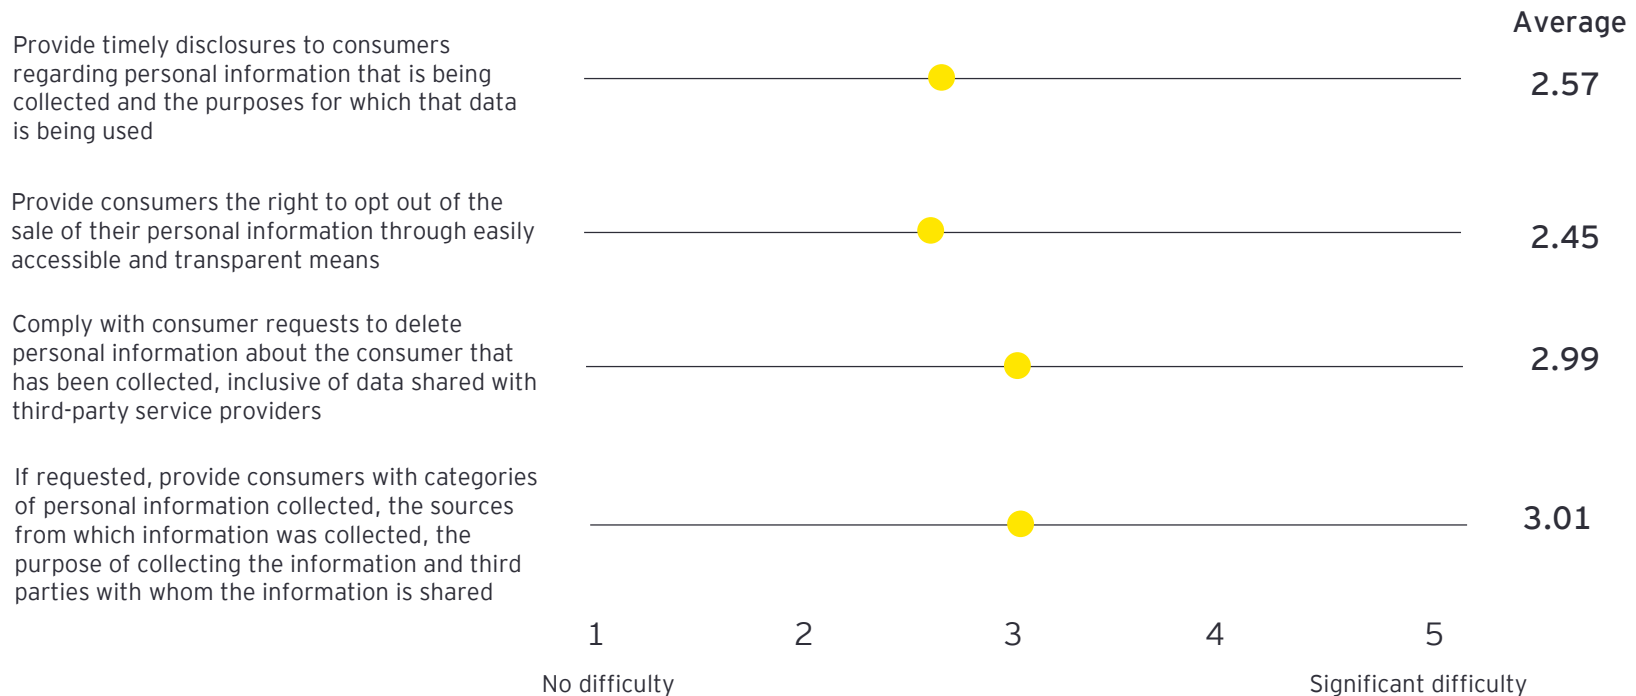 Average
Provide timely disclosures to consumers
regarding personal information that is being
collected and the purposes for which that data
is being used
2.57
Provide consumers the right to opt out of the
sale of their personal information through easily
accessible and transparent means
2.45
Comply with consumer requests to delete
personal information about the consumer that
has been collected, inclusive of data shared with
third-party service providers
2.99
If requested, provide consumers with categories
of personal information collected, the sources
from which information was collected, the
purpose of collecting the information and third
parties with whom the information is shared
3.01
1 2 3 4 5
No difficulty Significant difficulty